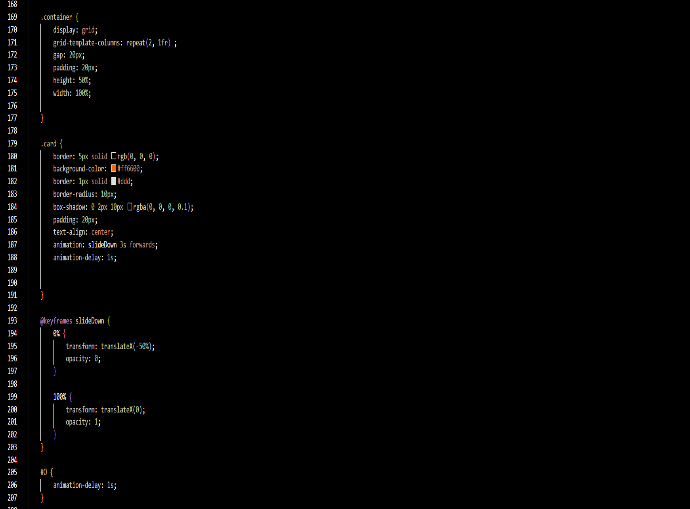 168
169 .container {
170 display: grid;
171 grid-template-columns: repeat(2, 1fr) ;
172 gap: 20px;
173 padding: 20px;
174 height: 50%;
175 width: 100%;
176
177 }
178
179 .card {
180 border: 5px solid rgb(0, 0, 0);
181 background-color: #ff6600;
182 border: 1px solid #ddd;
183 border-radius: 10px;
184 box-shadow: 0 2px 10px rgba(0, 0, 0, 0.1);
185 padding: 20px;
186 text-align: center;
187 animation: slideDown 3s forwards;
188 animation-delay: 1s;
189
190
191 }
192
193 @keyframes slideDown {
194 0% {
195 transform: translateX(-50%);
196 opacity: 0;
197 }
198
199 100% {
200 transform: translateX(0);
201 opacity: 1;
202 }
203 }
204
205 #D {
206 animation-delay: 1s;
207 }